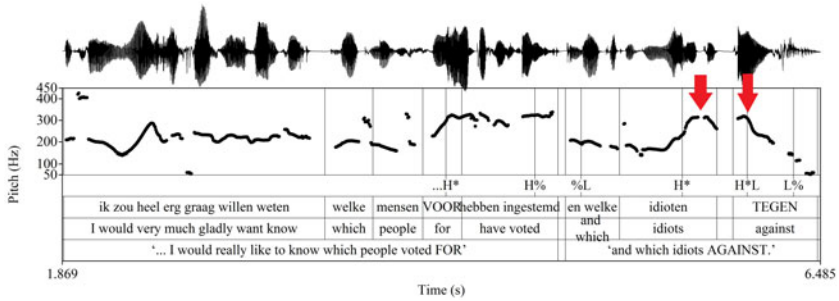 450
400
300
200
50
Pitch (Hz)
...H* H% %L H* H*L L%
ik zou heel erg graag willen weten welke mensen VOOR hebben ingestemd en welke idioten TEGEN
I would very much gladly want know which people for have voted and which idiots against
‘... I would really like to know which people voted FOR’ ‘and which idiots AGAINST.’
1.869 6.485
Time (s)